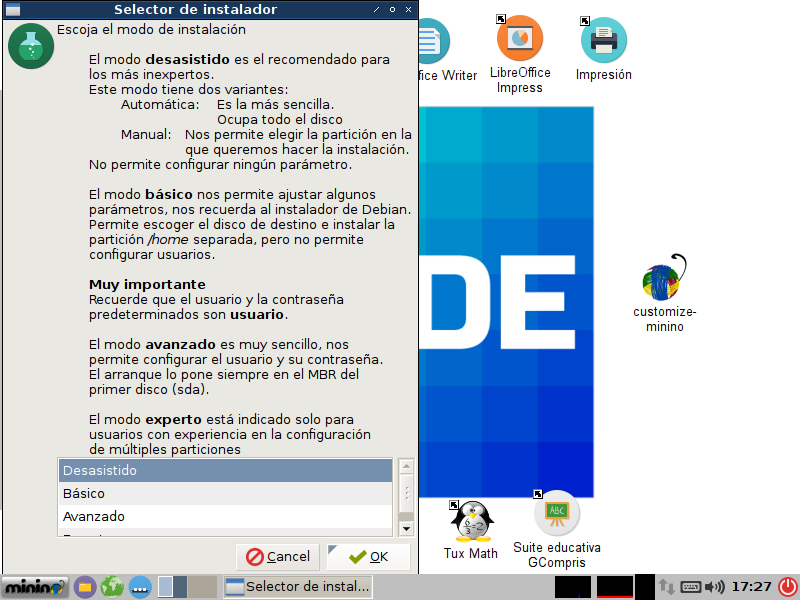 Selector de instalador
Escoja el modo de instalación
El modo desasistido es el recomendado para
los más inexpertos.
Este modo tiene dos variantes:
Automática: Es la más sencilla.
Ocupa todo el disco
Manual: Nos permite elegir la partición en la
que queremos hacer la instalación.
No permite configurar ningún parámetro.
El modo básico nos permite ajustar algunos
parámetros, nos recuerda al instalador de Debian.
Permite escoger el disco de destino e instalar la
partición /home separada, pero no permite
configurar usuarios.
Muy importante
Recuerde que el usuario y la contraseña
predeterminados son usuario.
El modo avanzado es muy sencillo, nos
permite configurar el usuario y su contraseña.
El arranque lo pone siempre en el MBR del
primer disco (sda).
El modo experto está indicado solo para
usuarios con experiencia en la configuración
de múltiples particiones
Desasistido
Básico
Avanzado
Cancel
OK
ffice Writer
LibreOffice
Impress
Impresión
DE
customize-
minino
6/3=2
Tux Math
ABC
Suite educativa
GCompris
minino
Selector de instal...
17:27